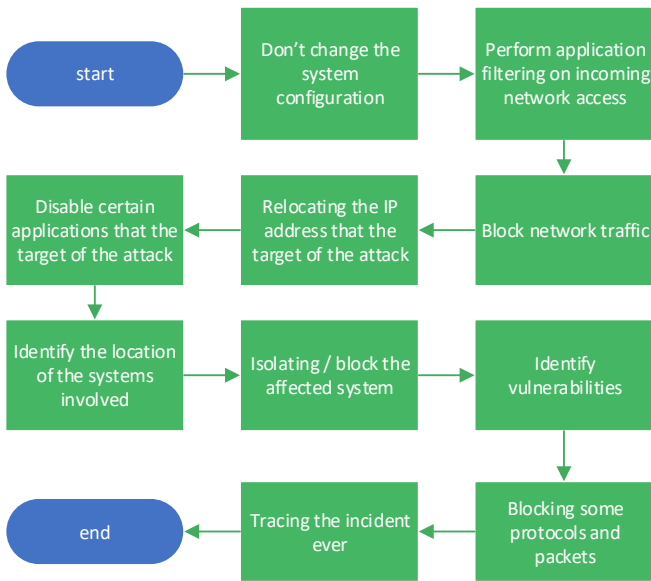 start
Don't change the
system
configuration
Perform application
filtering on incoming
network access
Block network traffic
Relocating the IP
address that the
target of the attack
Disable certain
applications that the
target of the attack
Identify the location
of the systems
involved
Isolating / block the
affected system
Identify
vulnerabilities
Blocking some
protocols and
packets
Tracing the incident
ever
end